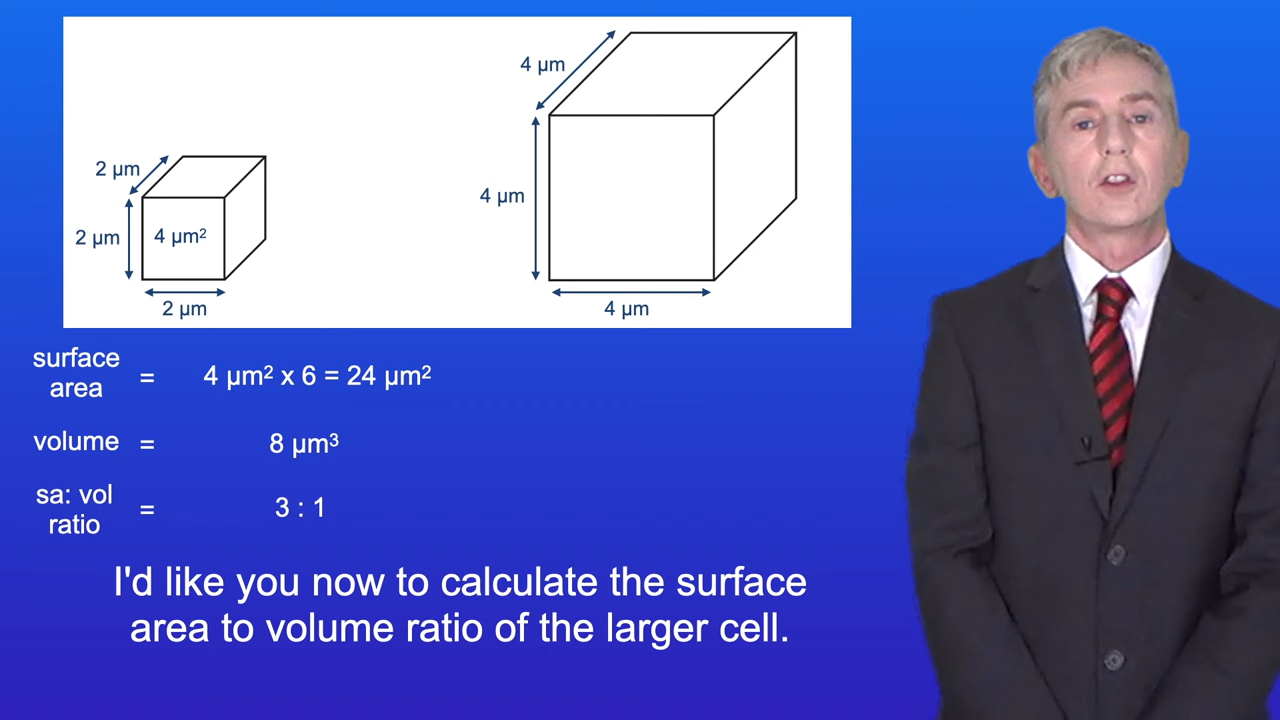 4 µm
2 µm
4 µm
2 µm
4 µm²
2 µm
4 µm
surface
area = 4 µm² x 6 = 24 µm²
volume = 8 µm³
sa: vol
ratio = 3 : 1
I'd like you now to calculate the surface
area to volume ratio of the larger cell.